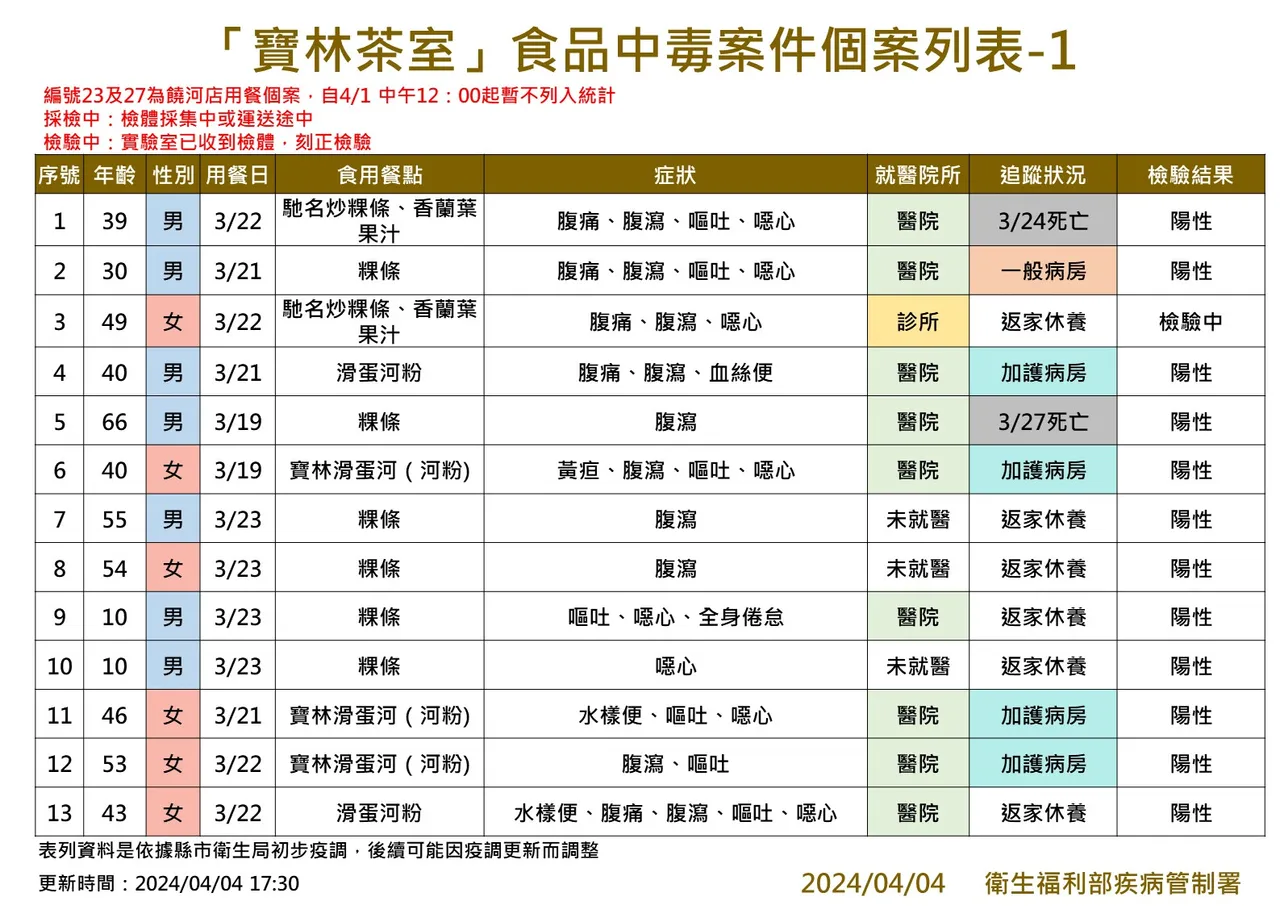 「寶林茶室」食品中毒案件個案列表-1
編號23及27為饒河店用餐個案，自4/1 中午12：00起暫不列入統計
採檢中：檢體採集中或運送途中
檢驗中：實驗室已收到檢體，刻正檢驗
序號 年齡 性別 用餐日 食用餐點 症狀 就醫院所 追蹤狀況 檢驗結果
1 39 男 3/22 馳名炒粿條、香蘭葉果汁 腹痛、腹瀉、嘔吐、噁心 醫院 3/24死亡 陽性
2 30 男 3/21 粿條 腹痛、腹瀉、嘔吐、噁心 醫院 一般病房 陽性
3 49 女 3/22 馳名炒粿條、香蘭葉果汁 腹痛、腹瀉、噁心 診所 返家休養 檢驗中
4 40 男 3/21 滑蛋河粉 腹痛、腹瀉、血絲便 醫院 加護病房 陽性
5 66 男 3/19 粿條 腹瀉 醫院 3/27死亡 陽性
6 40 女 3/19 寶林滑蛋河（河粉) 黃疸、腹瀉、嘔吐、噁心 醫院 加護病房 陽性
7 55 男 3/23 粿條 腹瀉 未就醫 返家休養 陽性
8 54 女 3/23 粿條 腹瀉 未就醫 返家休養 陽性
9 10 男 3/23 粿條 嘔吐、噁心、全身倦怠 醫院 返家休養 陽性
10 10 男 3/23 粿條 噁心 未就醫 返家休養 陽性
11 46 女 3/21 寶林滑蛋河（河粉) 水樣便、嘔吐、噁心 醫院 加護病房 陽性
12 53 女 3/22 寶林滑蛋河（河粉) 腹瀉、嘔吐 醫院 加護病房 陽性
13 43 女 3/22 滑蛋河粉 水樣便、腹痛、腹瀉、嘔吐、噁心 醫院 返家休養 陽性
表列資料是依據縣市衛生局初步疫調，後續可能因疫調更新而調整
更新時間：2024/04/04 17:30
2024/04/04 衛生福利部疾病管制署